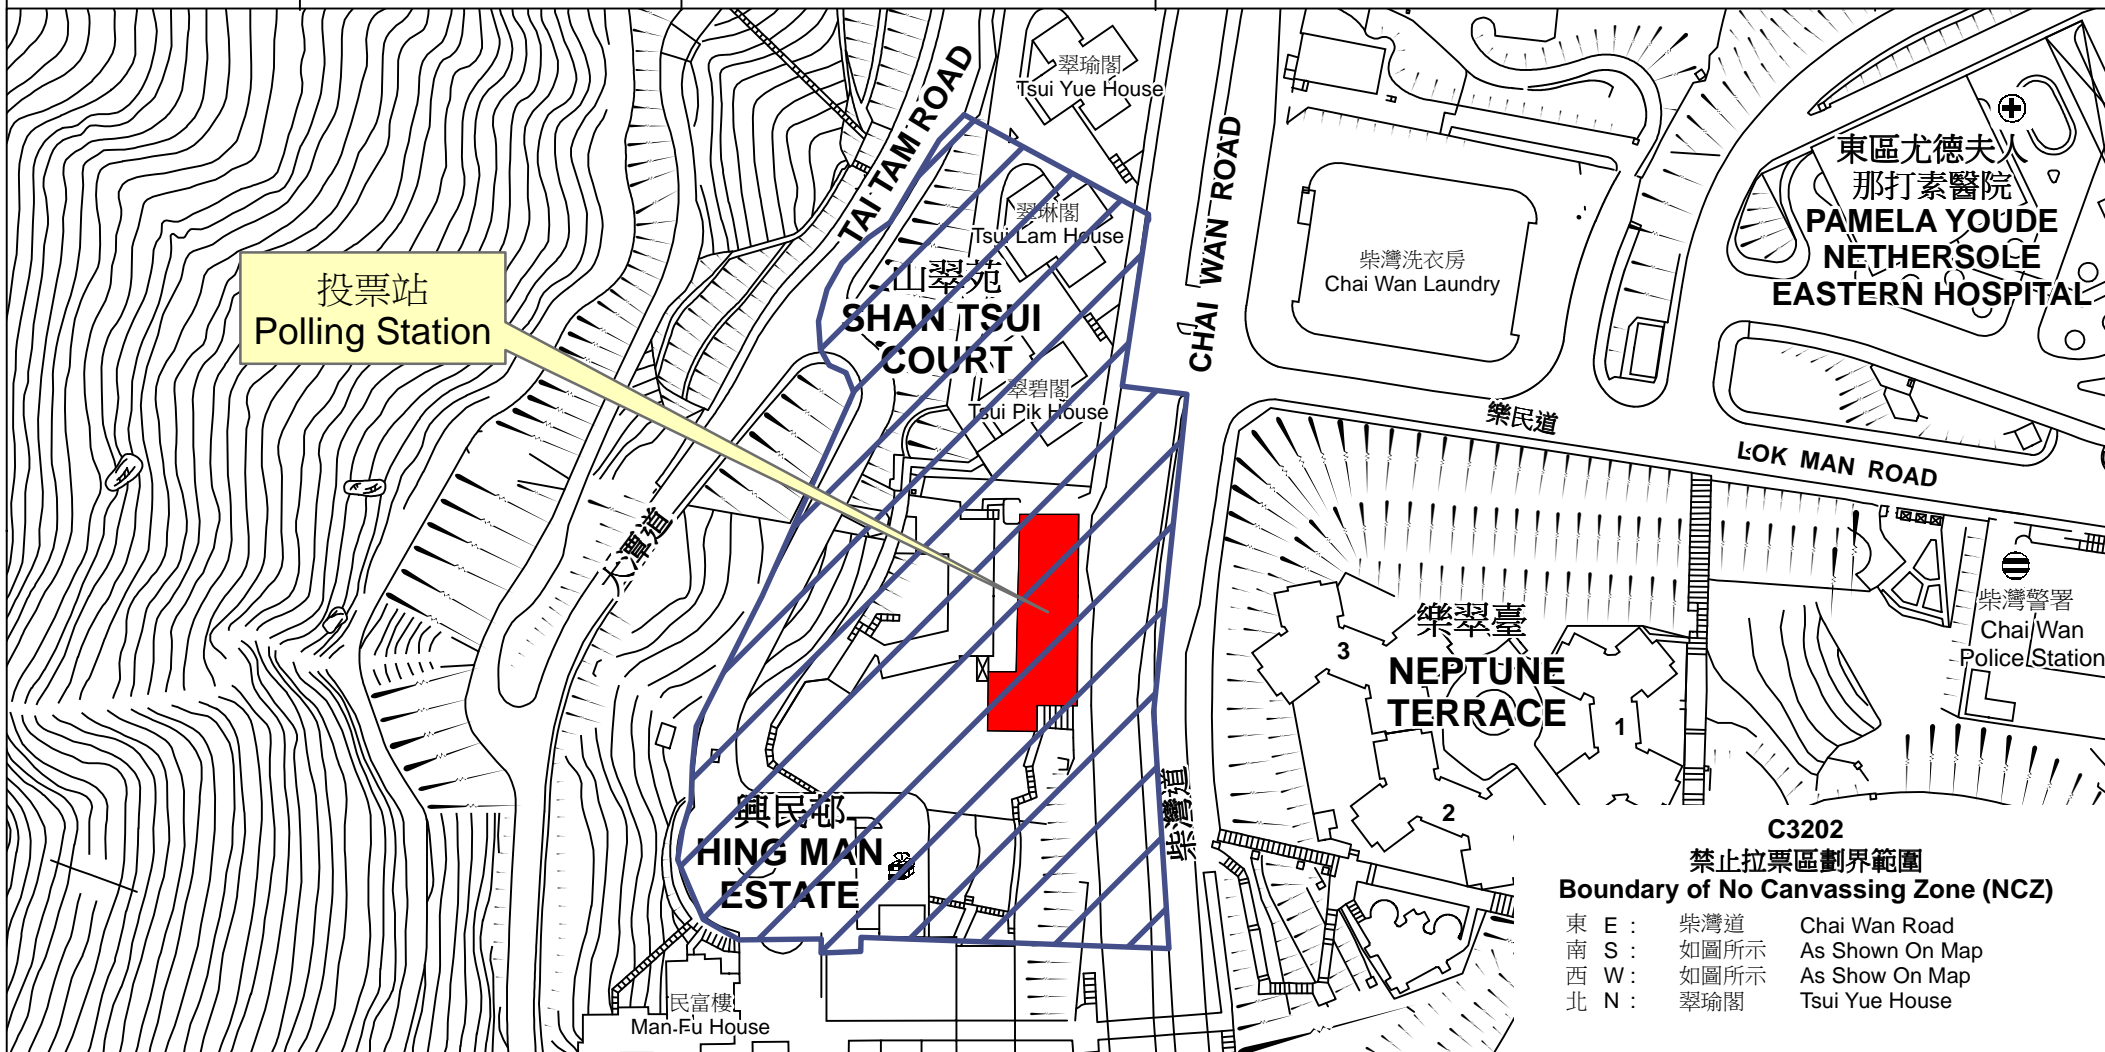 翠瑜閣
Tsui Yue House
TAI TAM ROAD
CHAI WAN ROAD
東區尤德夫人
那打素醫院
PAMELA YOUDE
NETHERSOLE
EASTERN HOSPITAL
翠琳閣
Tsui Lam House
柴灣洗衣房
Chai Wan Laundry
投票站
Polling Station
山翠苑
SHAN TSUI
COURT
翠碧閣
Tsui Pik House
樂民道
LOK MAN ROAD
大潭道
樂翠臺
NEPTUNE
TERRACE
3
1
2
柴灣警署
Chai Wan
Police Station
柴灣道
興民邨
HING MAN
ESTATE
民富樓
Man Fu House
C3202
禁止拉票區劃界範圍
Boundary of No Canvassing Zone (NCZ)
東 E : 柴灣道 Chai Wan Road
南 S : 如圖所示 As Shown On Map
西 W : 如圖所示 As Show On Map
北 N : 翠瑜閣 Tsui Yue House